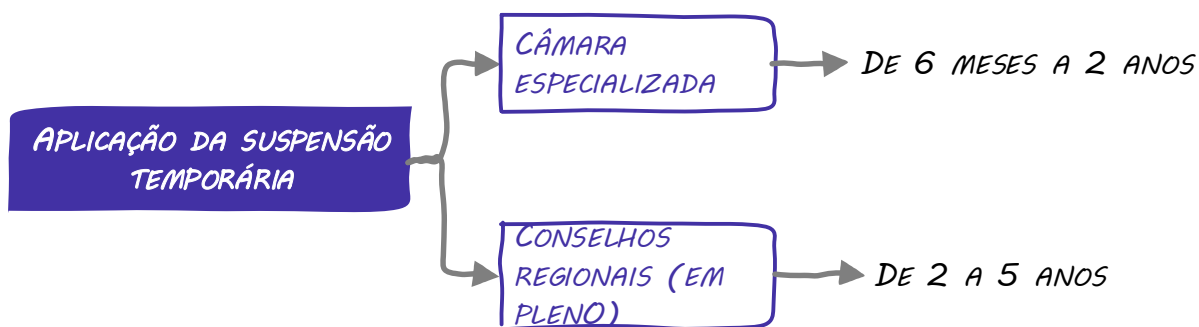 APLICAÇÃO DA SUSPENSÃO
TEMPORÁRIA
CÂMARA
ESPECIALIZADA
DE 6 MESES A 2 ANOS
CONSELHOS
REGIONAIS (EM
PLENO)
DE 2 A 5 ANOS